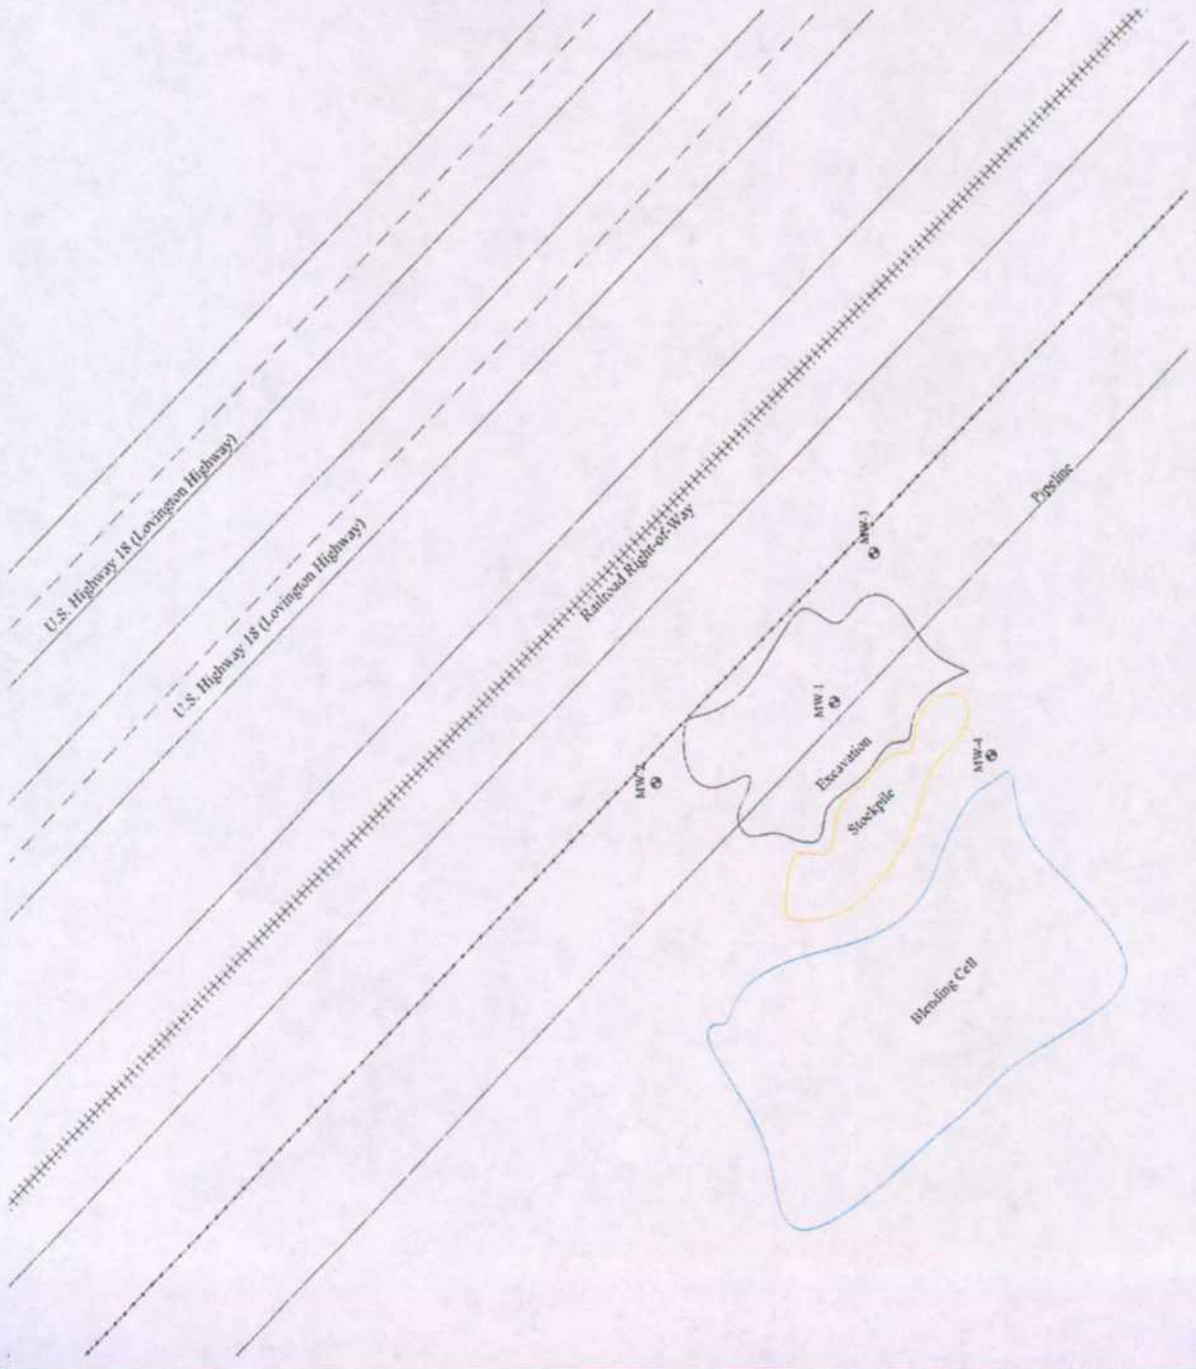 U.S. Highway 18 (Lovington Highway)
U.S. Highway 18 (Lovington Highway)
Railroad Right-of-Way
Pipeline
MW-3
MW-1
MW-2
Excavation
MW-4
Stockpile
Blending Cell